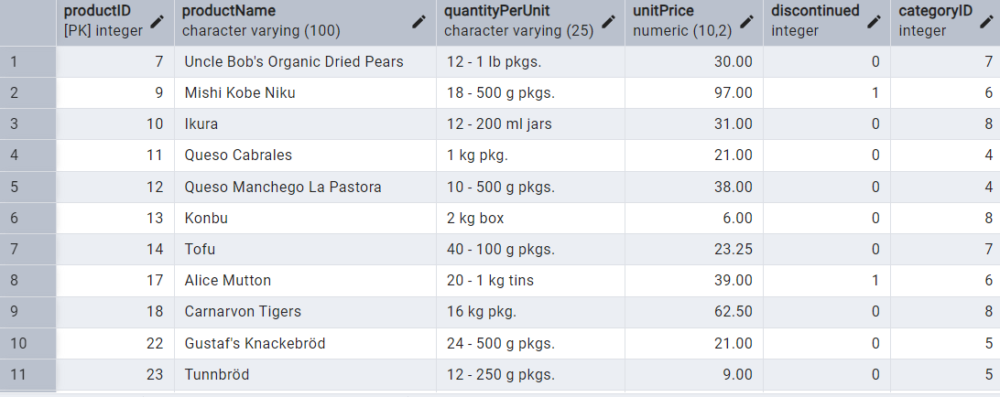 productID productName quantityPerUnit unitPrice discontinued categoryID
[PK] integer character varying (100) character varying (25) numeric (10,2) integer integer
1 7 Uncle Bob's Organic Dried Pears 12 - 1 lb pkgs. 30.00 0 7
2 9 Mishi Kobe Niku 18 - 500 g pkgs. 97.00 1 6
3 10 Ikura 12 - 200 ml jars 31.00 0 8
4 11 Queso Cabrales 1 kg pkg. 21.00 0 4
5 12 Queso Manchego La Pastora 10 - 500 g pkgs. 38.00 0 4
6 13 Konbu 2 kg box 6.00 0 8
7 14 Tofu 40 - 100 g pkgs. 23.25 0 7
8 17 Alice Mutton 20 - 1 kg tins 39.00 1 6
9 18 Carnarvon Tigers 16 kg pkg. 62.50 0 8
10 22 Gustaf's Knackebröd 24 - 500 g pkgs. 21.00 0 5
11 23 Tunnbröd 12 - 250 g pkgs. 9.00 0 5